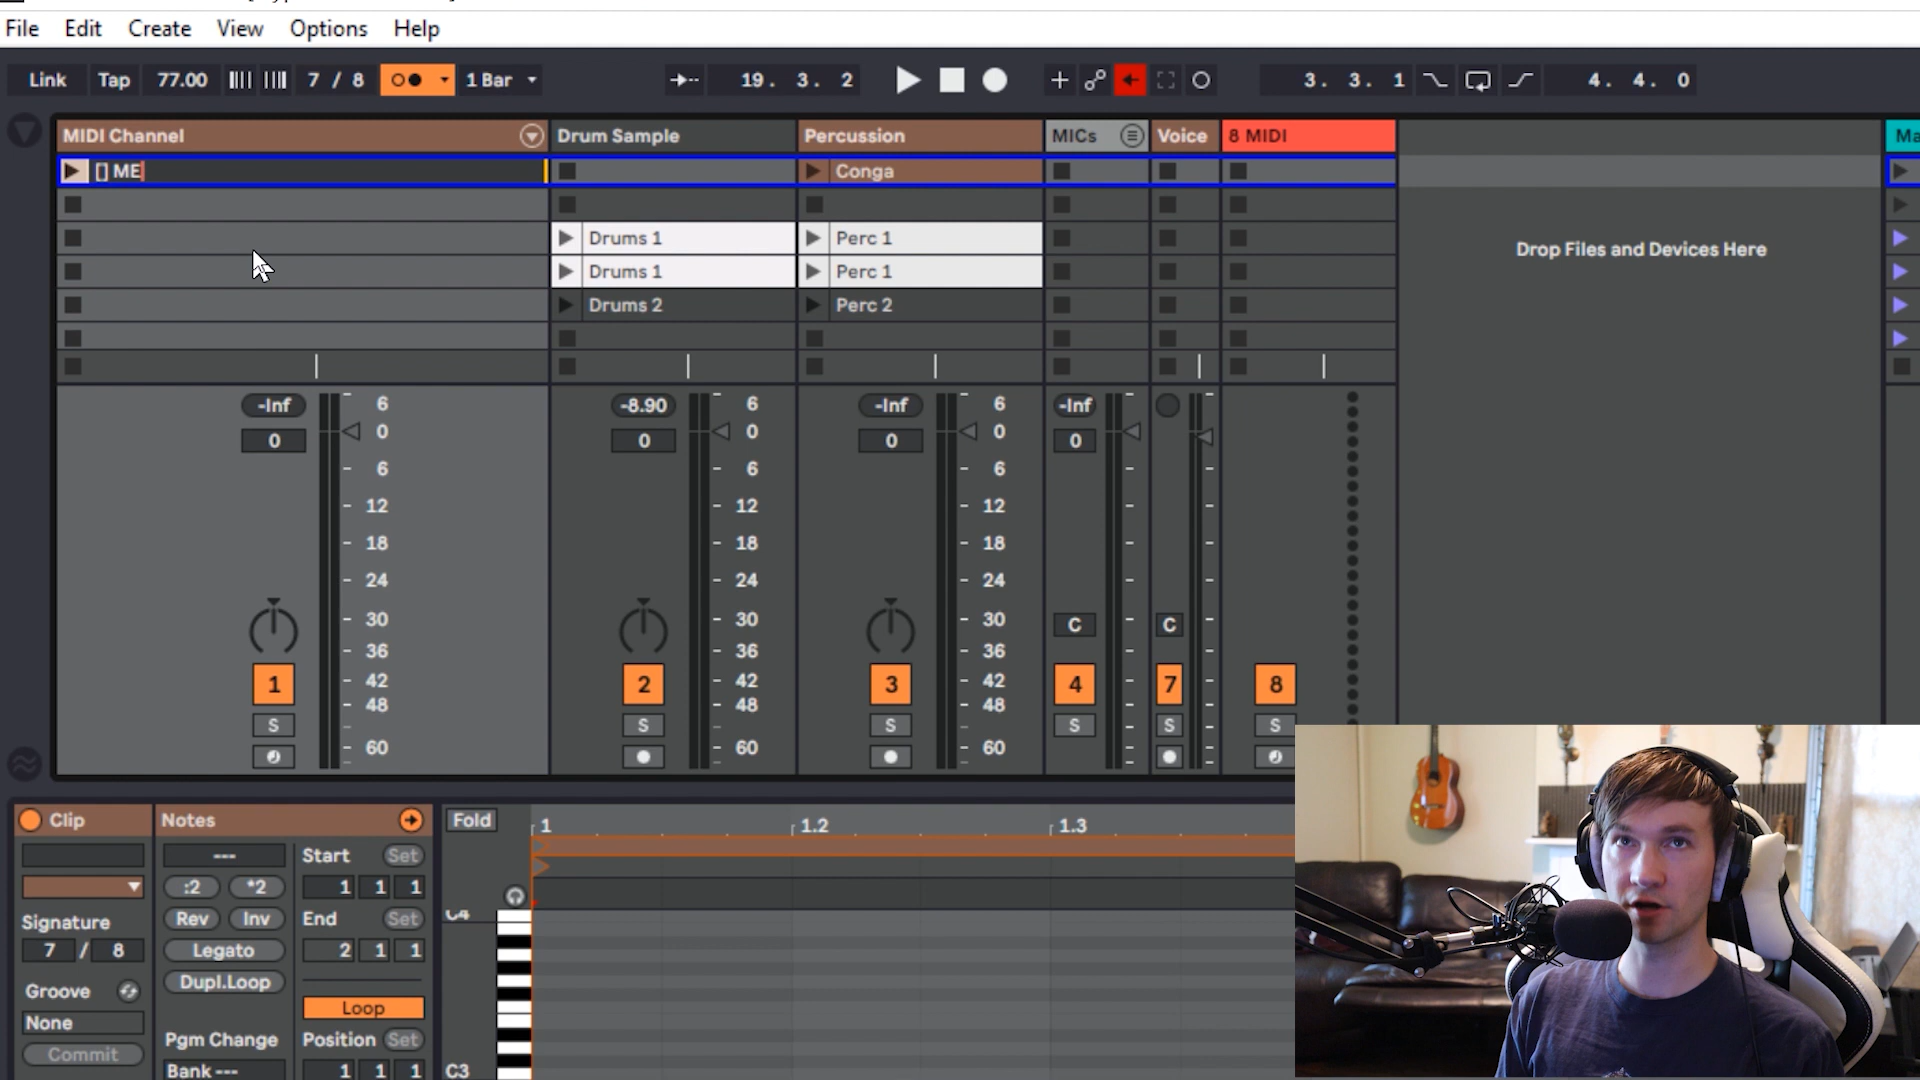 File Edit Create View Options Help
Link Tap 77.00 7 / 8 1 Bar 19. 3. 2 3. 3. 1 4. 4. 0
MIDI Channel Drum Sample Percussion MICs Voice 8 MIDI Ma
[] ME Conga
Drums 1 Perc 1
Drop Files and Devices Here
Drums 1 Perc 1
Drums 2 Perc 2
-Inf 6 -8.90 6 -Inf 6 -Inf
0 0 0 0 0 0 0
6 6 6
12 12 12
18 18 18
24 24 24
30 30 30 C C
36 36 36
1 42 2 42 3 42 4 7 8
48 48 48
S S S S S S
60 60 60
Clip Notes Fold 1 1.2 1.3
--- Start Set
:2 *2 1 1 1
Signature Rev Inv End Set C4
7 / 8 Legato 2 1 1
Groove Dupl.Loop
None Loop
Commit Pgm Change Position Set
Bank --- 1 1 1 C3